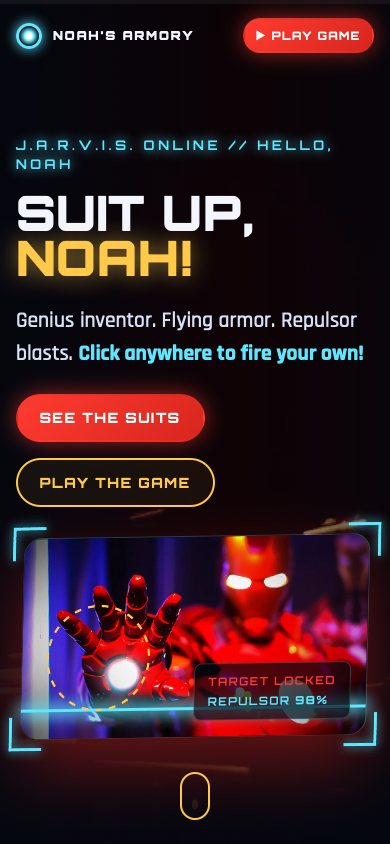 NOAH'S ARMORY
PLAY GAME
J.A.R.V.I.S. ONLINE // HELLO,
NOAH
SUIT UP,
NOAH!
Genius inventor. Flying armor. Repulsor
blasts. Click anywhere to fire your own!
SEE THE SUITS
PLAY THE GAME
TARGET LOCKED
REPULSOR 98%